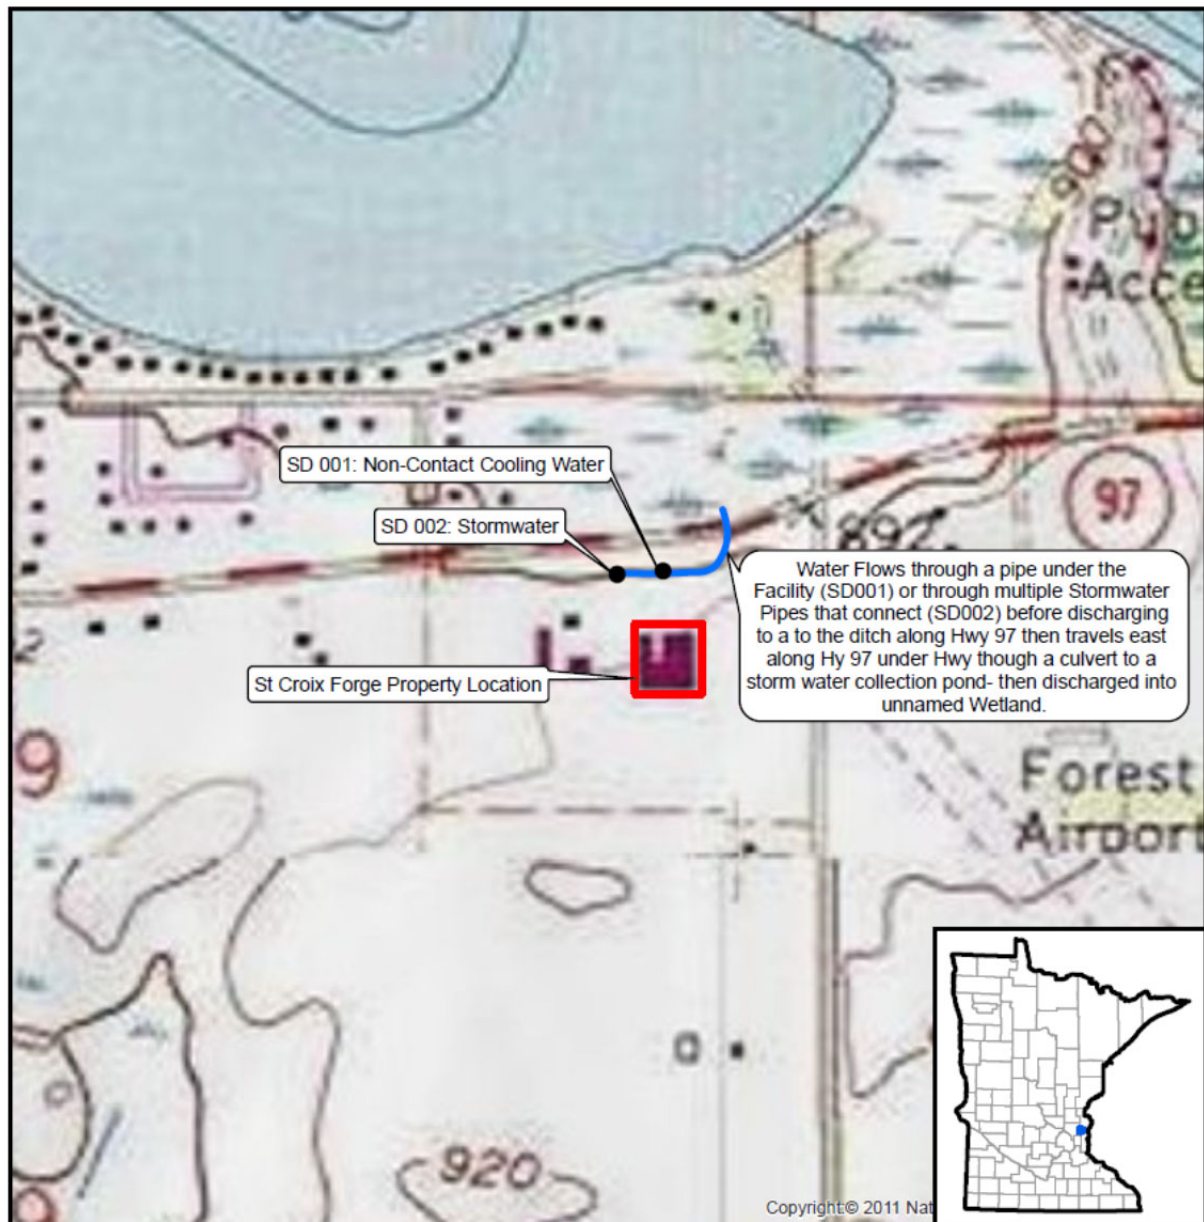 900
Pub
Acce
SD 001: Non-Contact Cooling Water
97
SD 002: Stormwater
892
Water Flows through a pipe under the
Facility (SD001) or through multiple Stormwater
Pipes that connect (SD002) before discharging
to a to the ditch along Hwy 97 then travels east
along Hy 97 under Hwy though a culvert to a
storm water collection pond- then discharged into
unnamed Wetland.
St Croix Forge Property Location
9
Forest
Airport
920
Copyright:© 2011 Nat